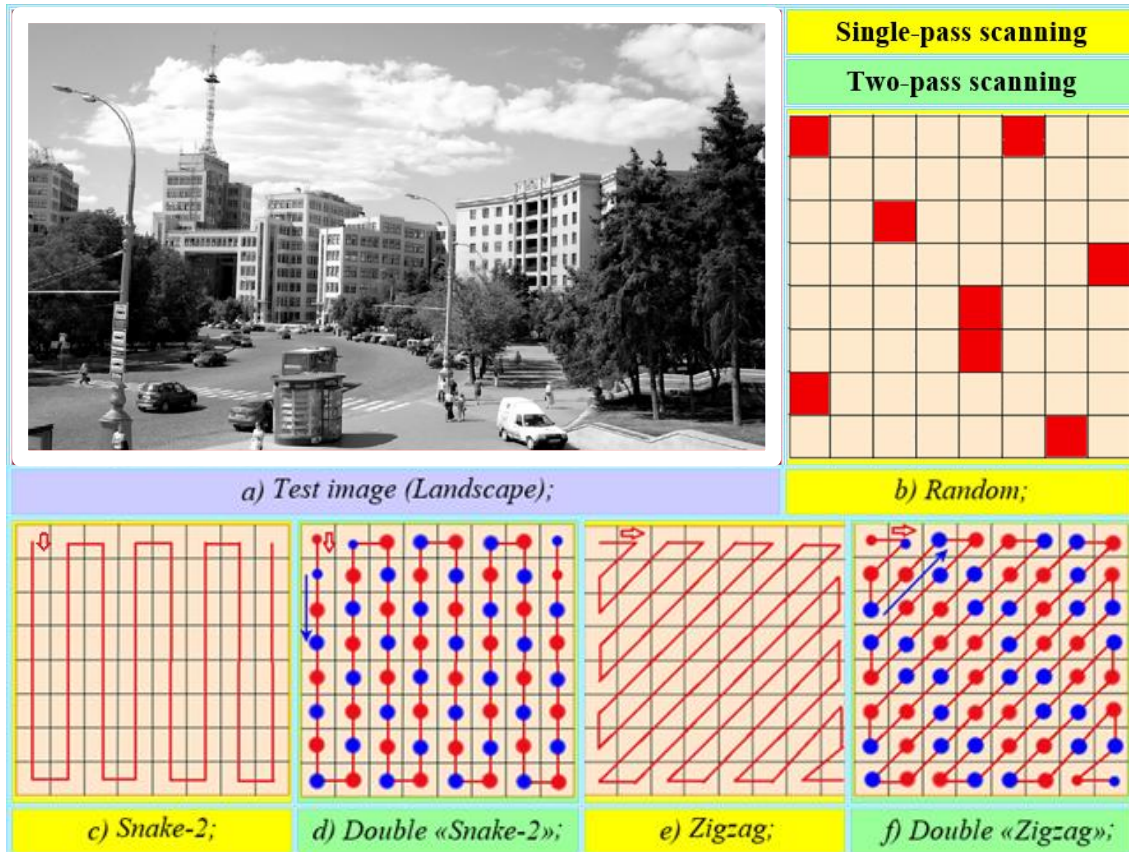 Single-pass scanning
Two-pass scanning
a) Test image (Landscape);
b) Random;
c) Snake-2;
d) Double «Snake-2»;
e) Zigzag;
f) Double «Zigzag»;